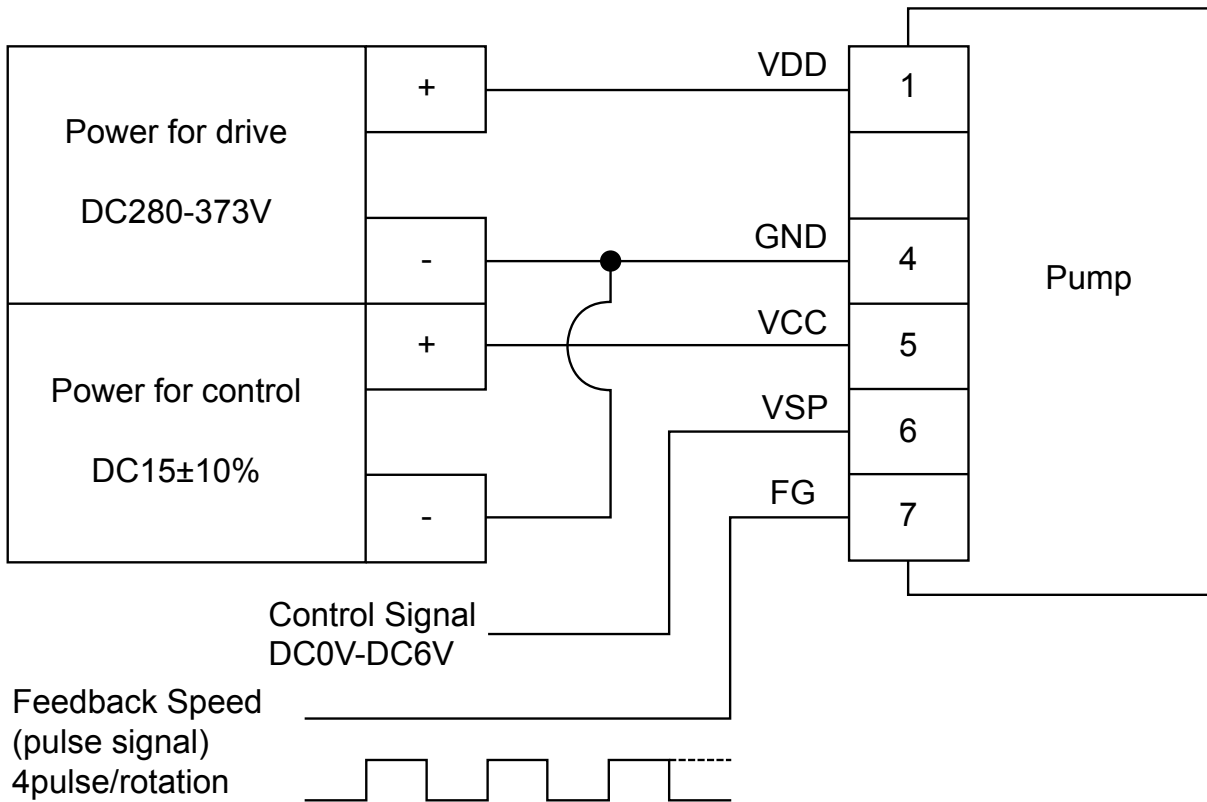 Power for drive
DC280-373V
+
-
Power for control
DC15±10%
+
-
VDD
GND
VCC
VSP
FG
1
4
5
6
7
Pump
Control Signal
DC0V-DC6V
Feedback Speed
(pulse signal)
4pulse/rotation